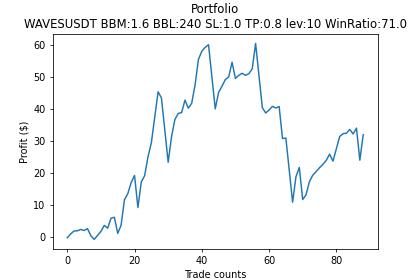 Portfolio
WAVESUSDT BBM:1.6 BBL:240 SL:1.0 TP:0.8 lev:10 WinRatio:71.0
60
50
40
30
20
10
0
Profit ($)
0 20 40 60 80
Trade counts